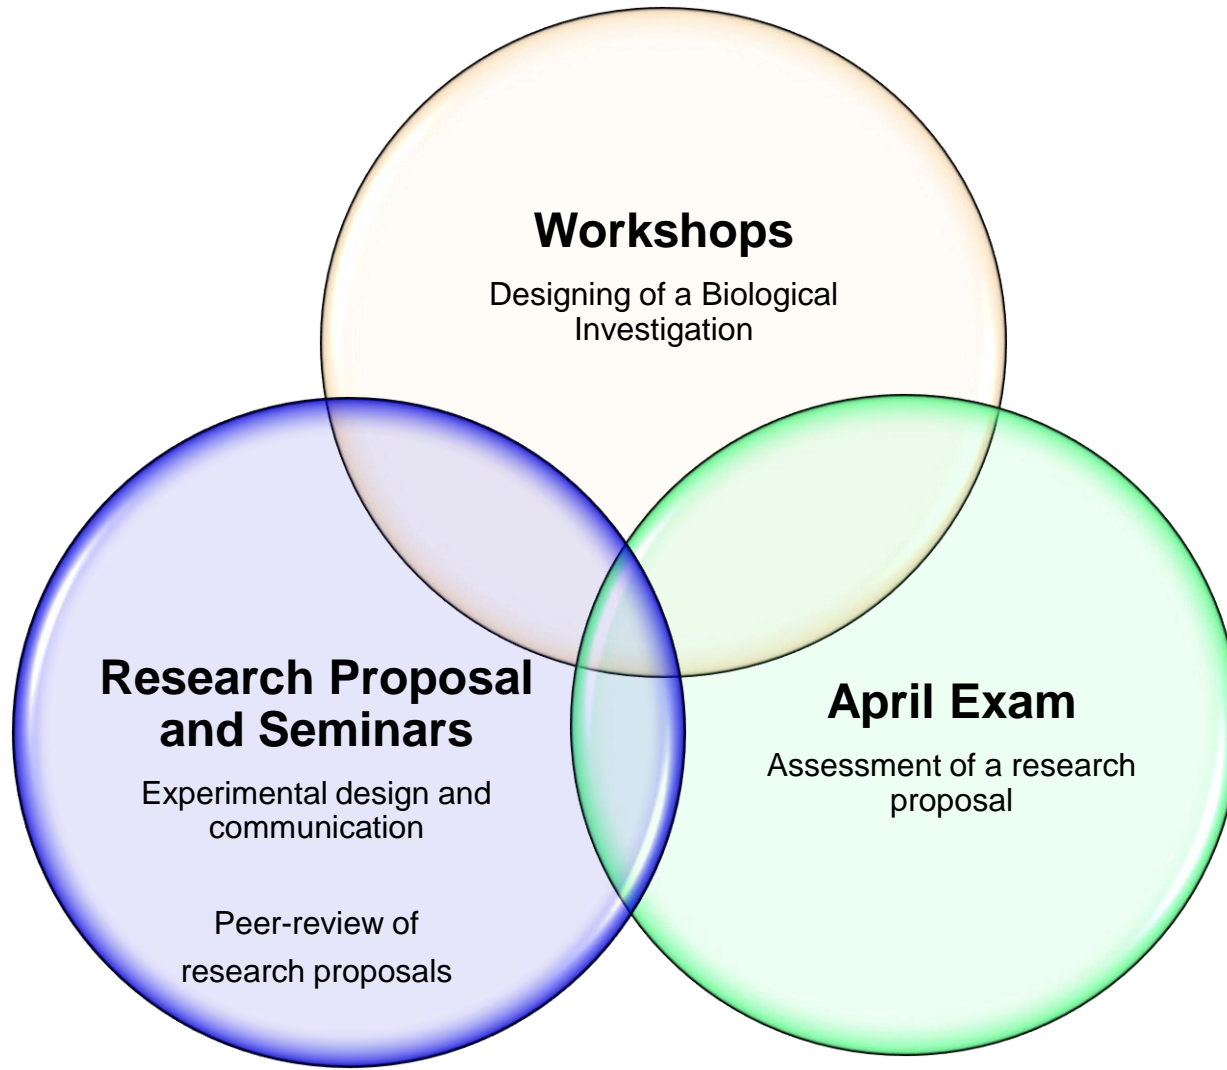 Workshops
Designing of a Biological
Investigation
Research Proposal
and Seminars
Experimental design and
communication
Peer-review of
research proposals
April Exam
Assessment of a research
proposal